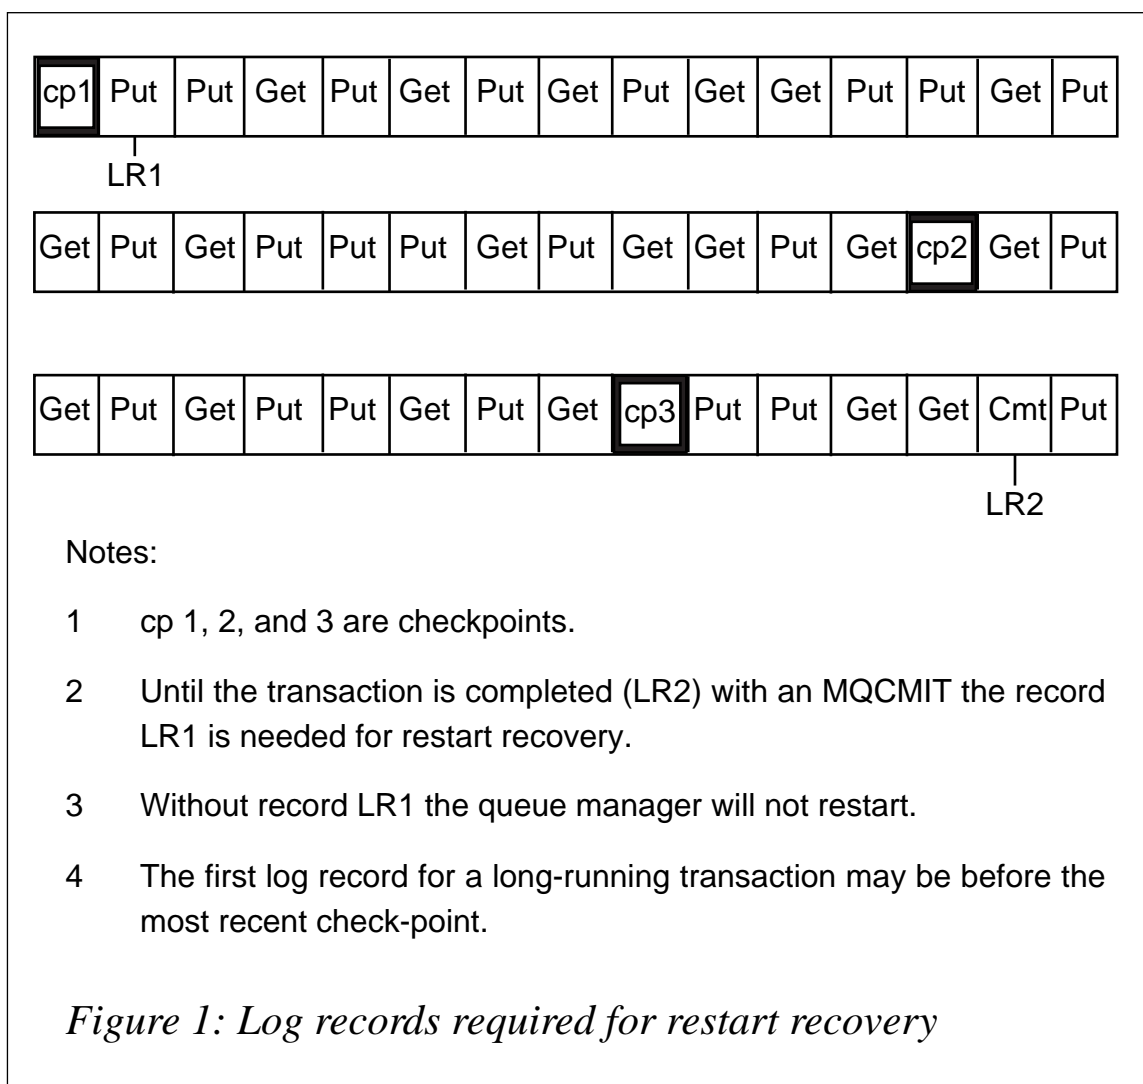 cp1 Put Put Get Put Get Put Get Put Get Get Put Put Get Put
LR1
Get Put Get Put Put Put Get Put Get Get Put Get cp2 Get Put
Get Put Get Put Put Get Put Get cp3 Put Put Get Get Cmt Put
LR2
Notes:
1 cp 1, 2, and 3 are checkpoints.
2 Until the transaction is completed (LR2) with an MQCMIT the record
LR1 is needed for restart recovery.
3 Without record LR1 the queue manager will not restart.
4 The first log record for a long-running transaction may be before the
most recent check-point.
Figure 1: Log records required for restart recovery